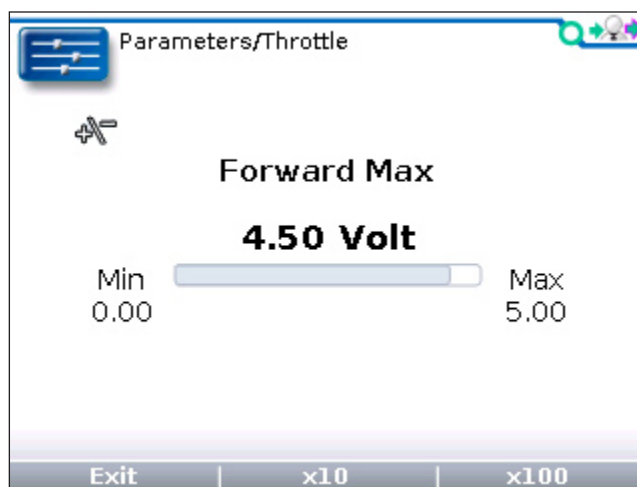 Parameters/Throttle
Forward Max
4.50 Volt
Min
0.00
Max
5.00
Exit | x10 | x100